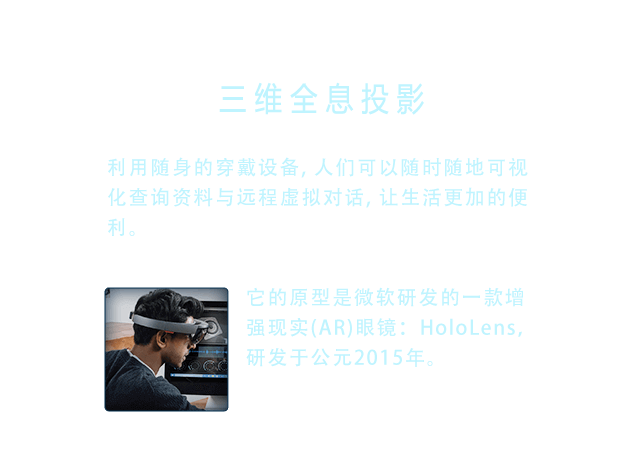 三维全息投影
利用随身的穿戴设备, 人们可以随时随地可视
化查询资料与远程虚拟对话, 让生活更加的便
利。
它的原型是微软研发的一款增
强现实(AR)眼镜：HoloLens,
研发于公元2015年。